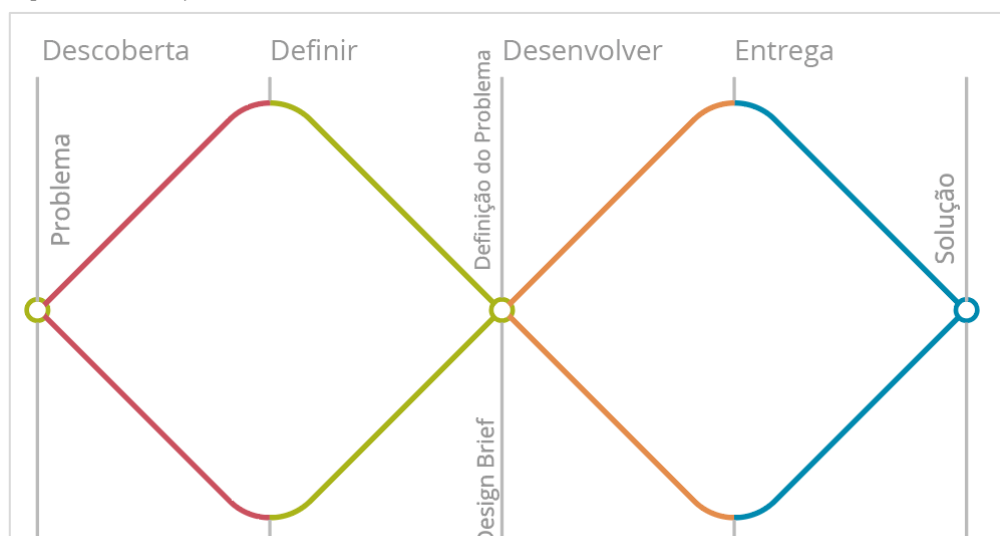 Descoberta
Definir
Desenvolver
Entrega
Problema
Definição do Problema
Solução
Design Brief